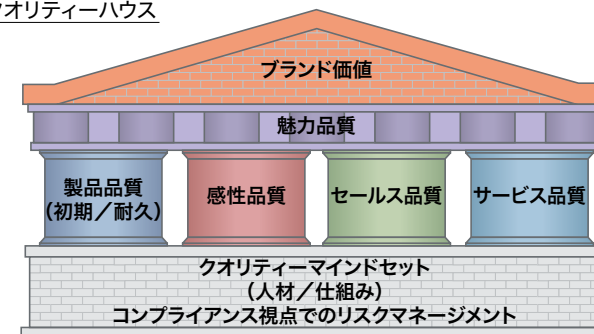 クオリティーハウス
ブランド価値
魅力品質
製品品質
(初期／耐久)
感性品質
セールス品質
サービス品質
クオリティーマインドセット
(人材／仕組み)
コンプライアンス視点でのリスクマネージメント